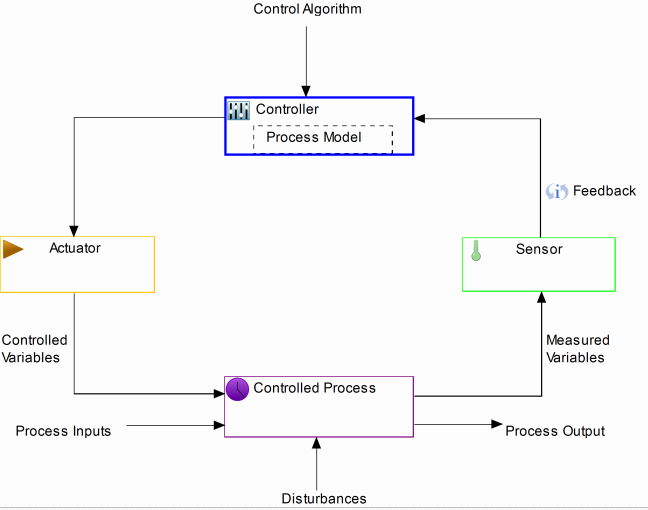 Control Algorithm
Controller
Process Model
Feedback
Actuator
Sensor
Controlled
Variables
Measured
Variables
Controlled Process
Process Inputs
Process Output
Disturbances